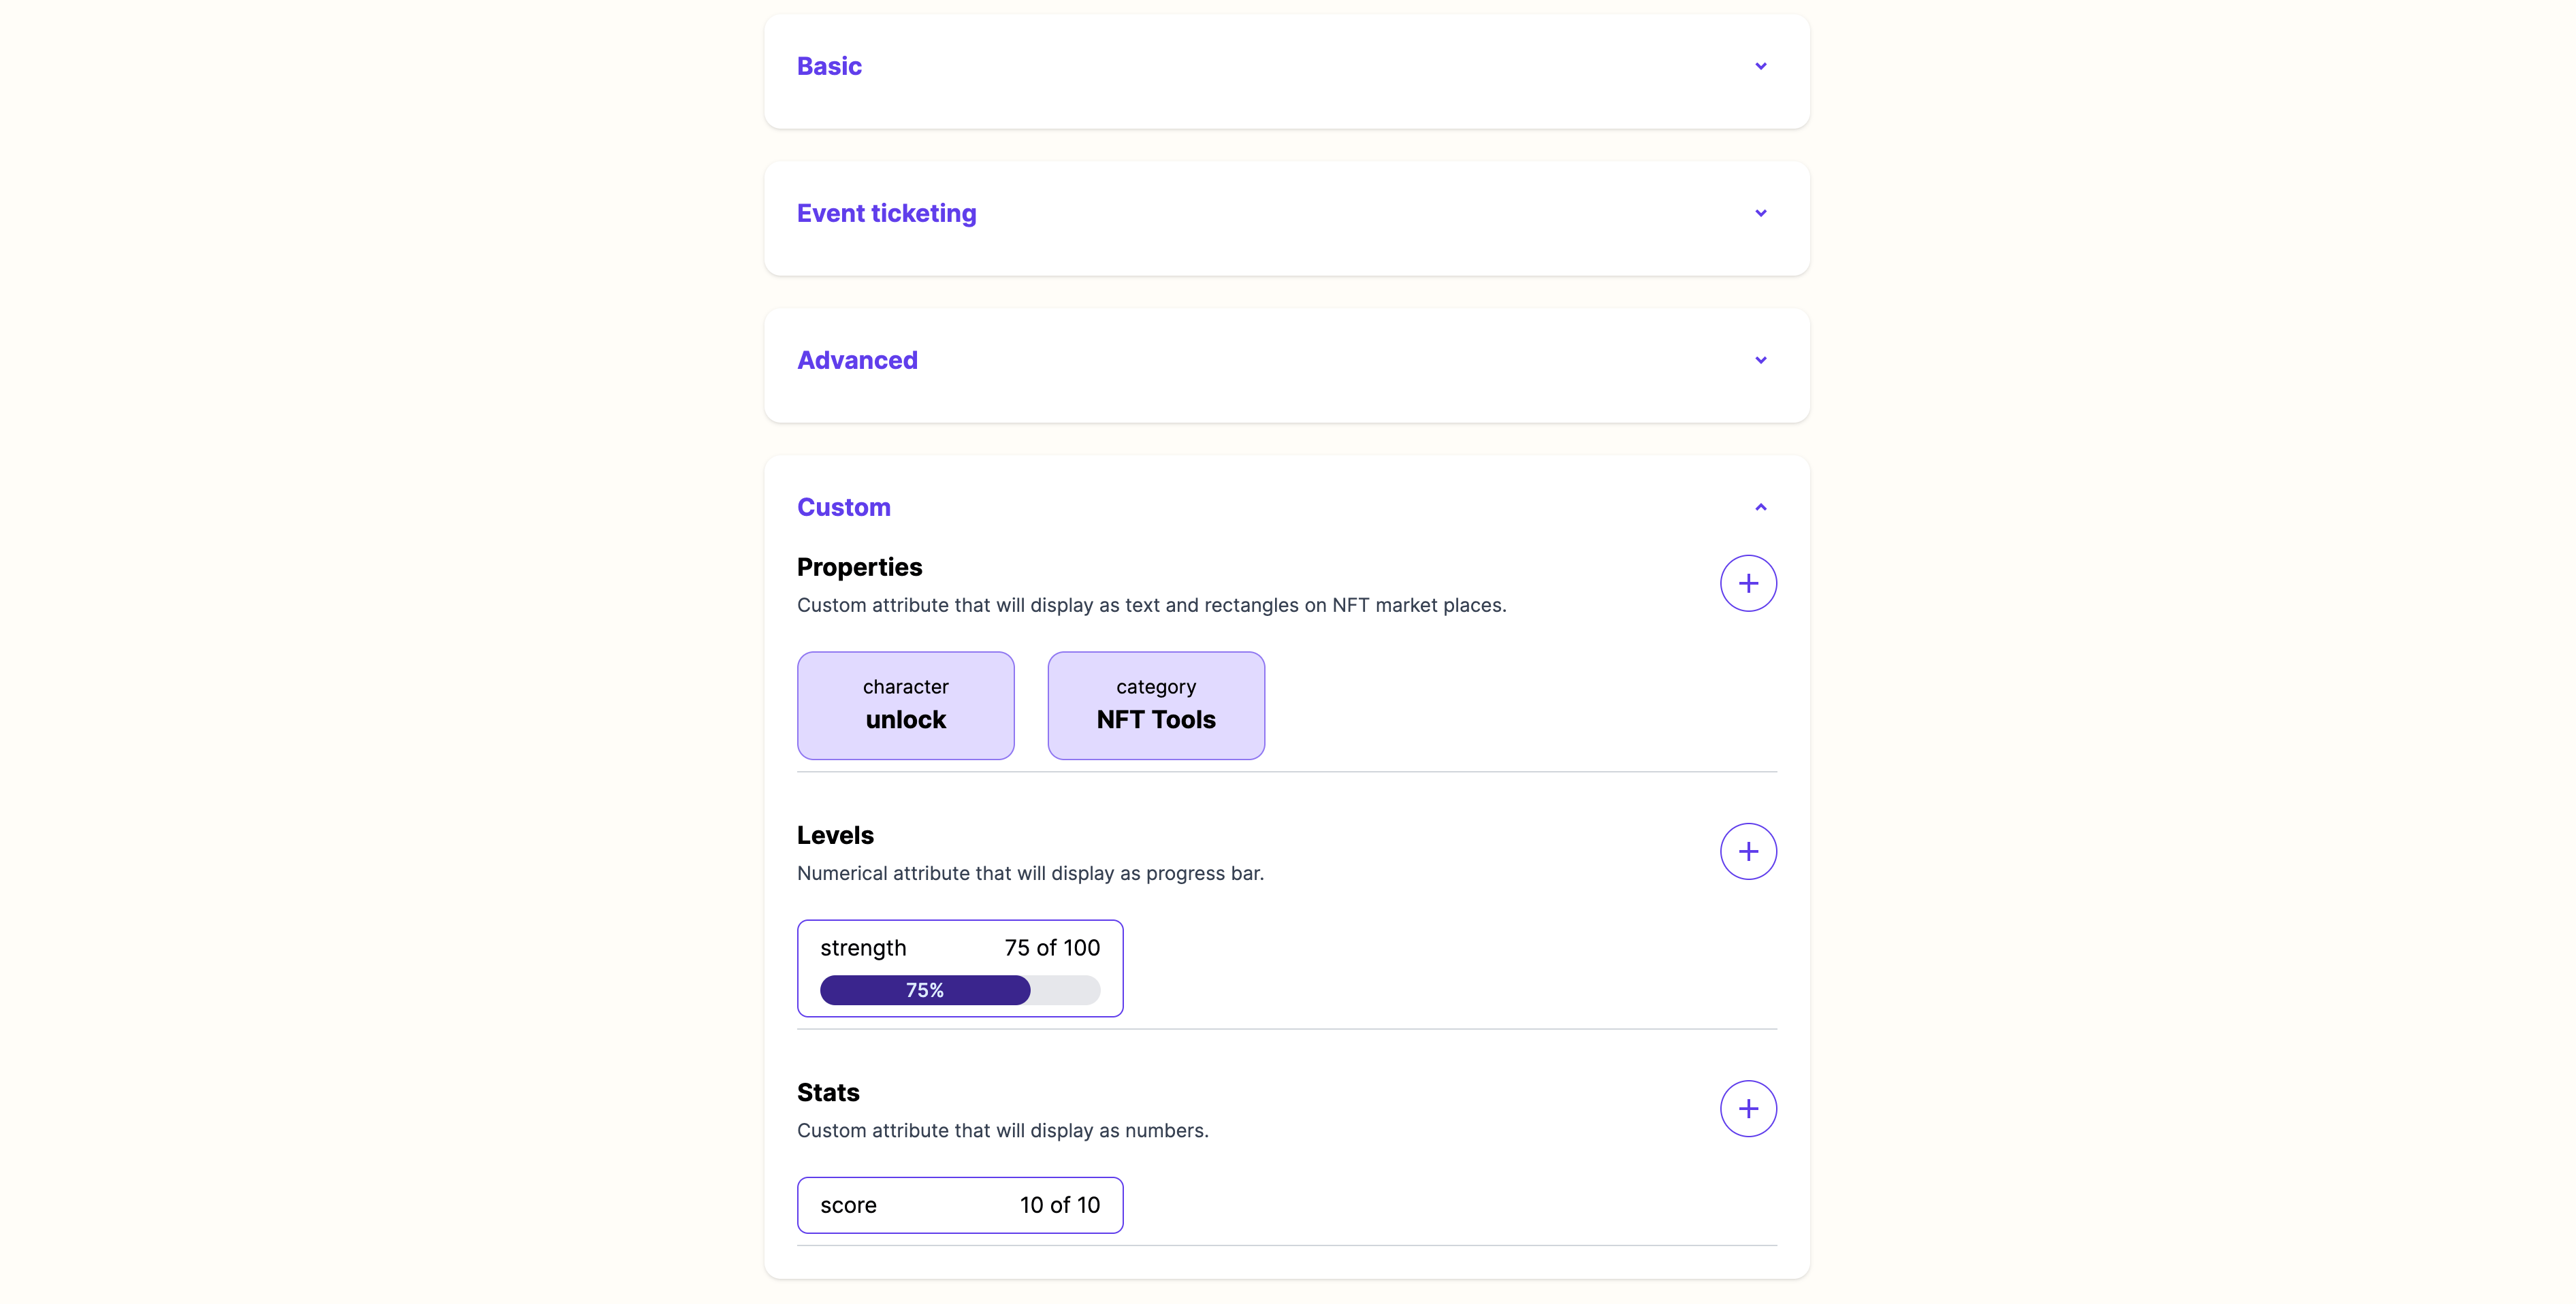 Basic
Event ticketing
Advanced
Custom
Properties
Custom attribute that will display as text and rectangles on NFT market places.
character
unlock
category
NFT Tools
Levels
Numerical attribute that will display as progress bar.
strength 75 of 100
75%
Stats
Custom attribute that will display as numbers.
score 10 of 10